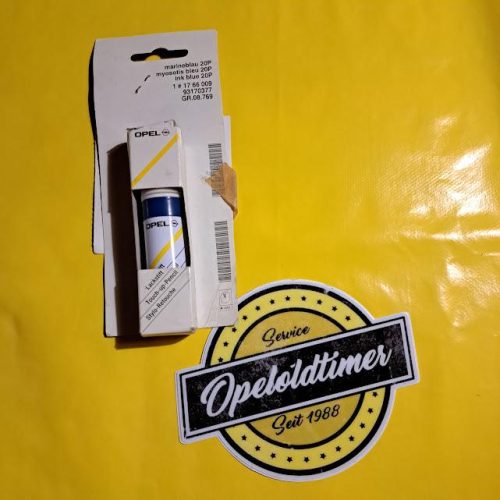 marineblau 20P
myosotis bleu 20P
ink blue 20P
1 # 17 66 009
93170377
GR.08.769
OPEL
OPEL
Lackstift
Touch-up-Pencil
Stylo-Retouche
Service
Opeloldtimer
Seit 1988